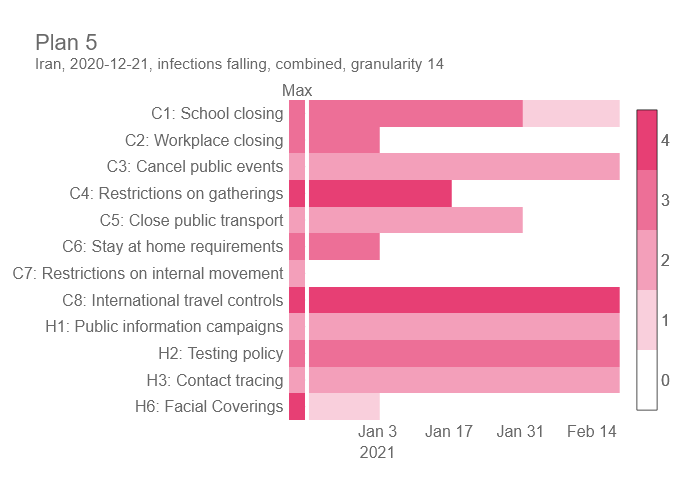 Plan 5
Iran, 2020-12-21, infections falling, combined, granularity 14
Max
C1: School closing
C2: Workplace closing
C3: Cancel public events
C4: Restrictions on gatherings
C5: Close public transport
C6: Stay at home requirements
C7: Restrictions on internal movement
C8: International travel controls
H1: Public information campaigns
H2: Testing policy
H3: Contact tracing
H6: Facial Coverings
Jan 3 Jan 17 Jan 31 Feb 14
2021
4
3
2
1
0